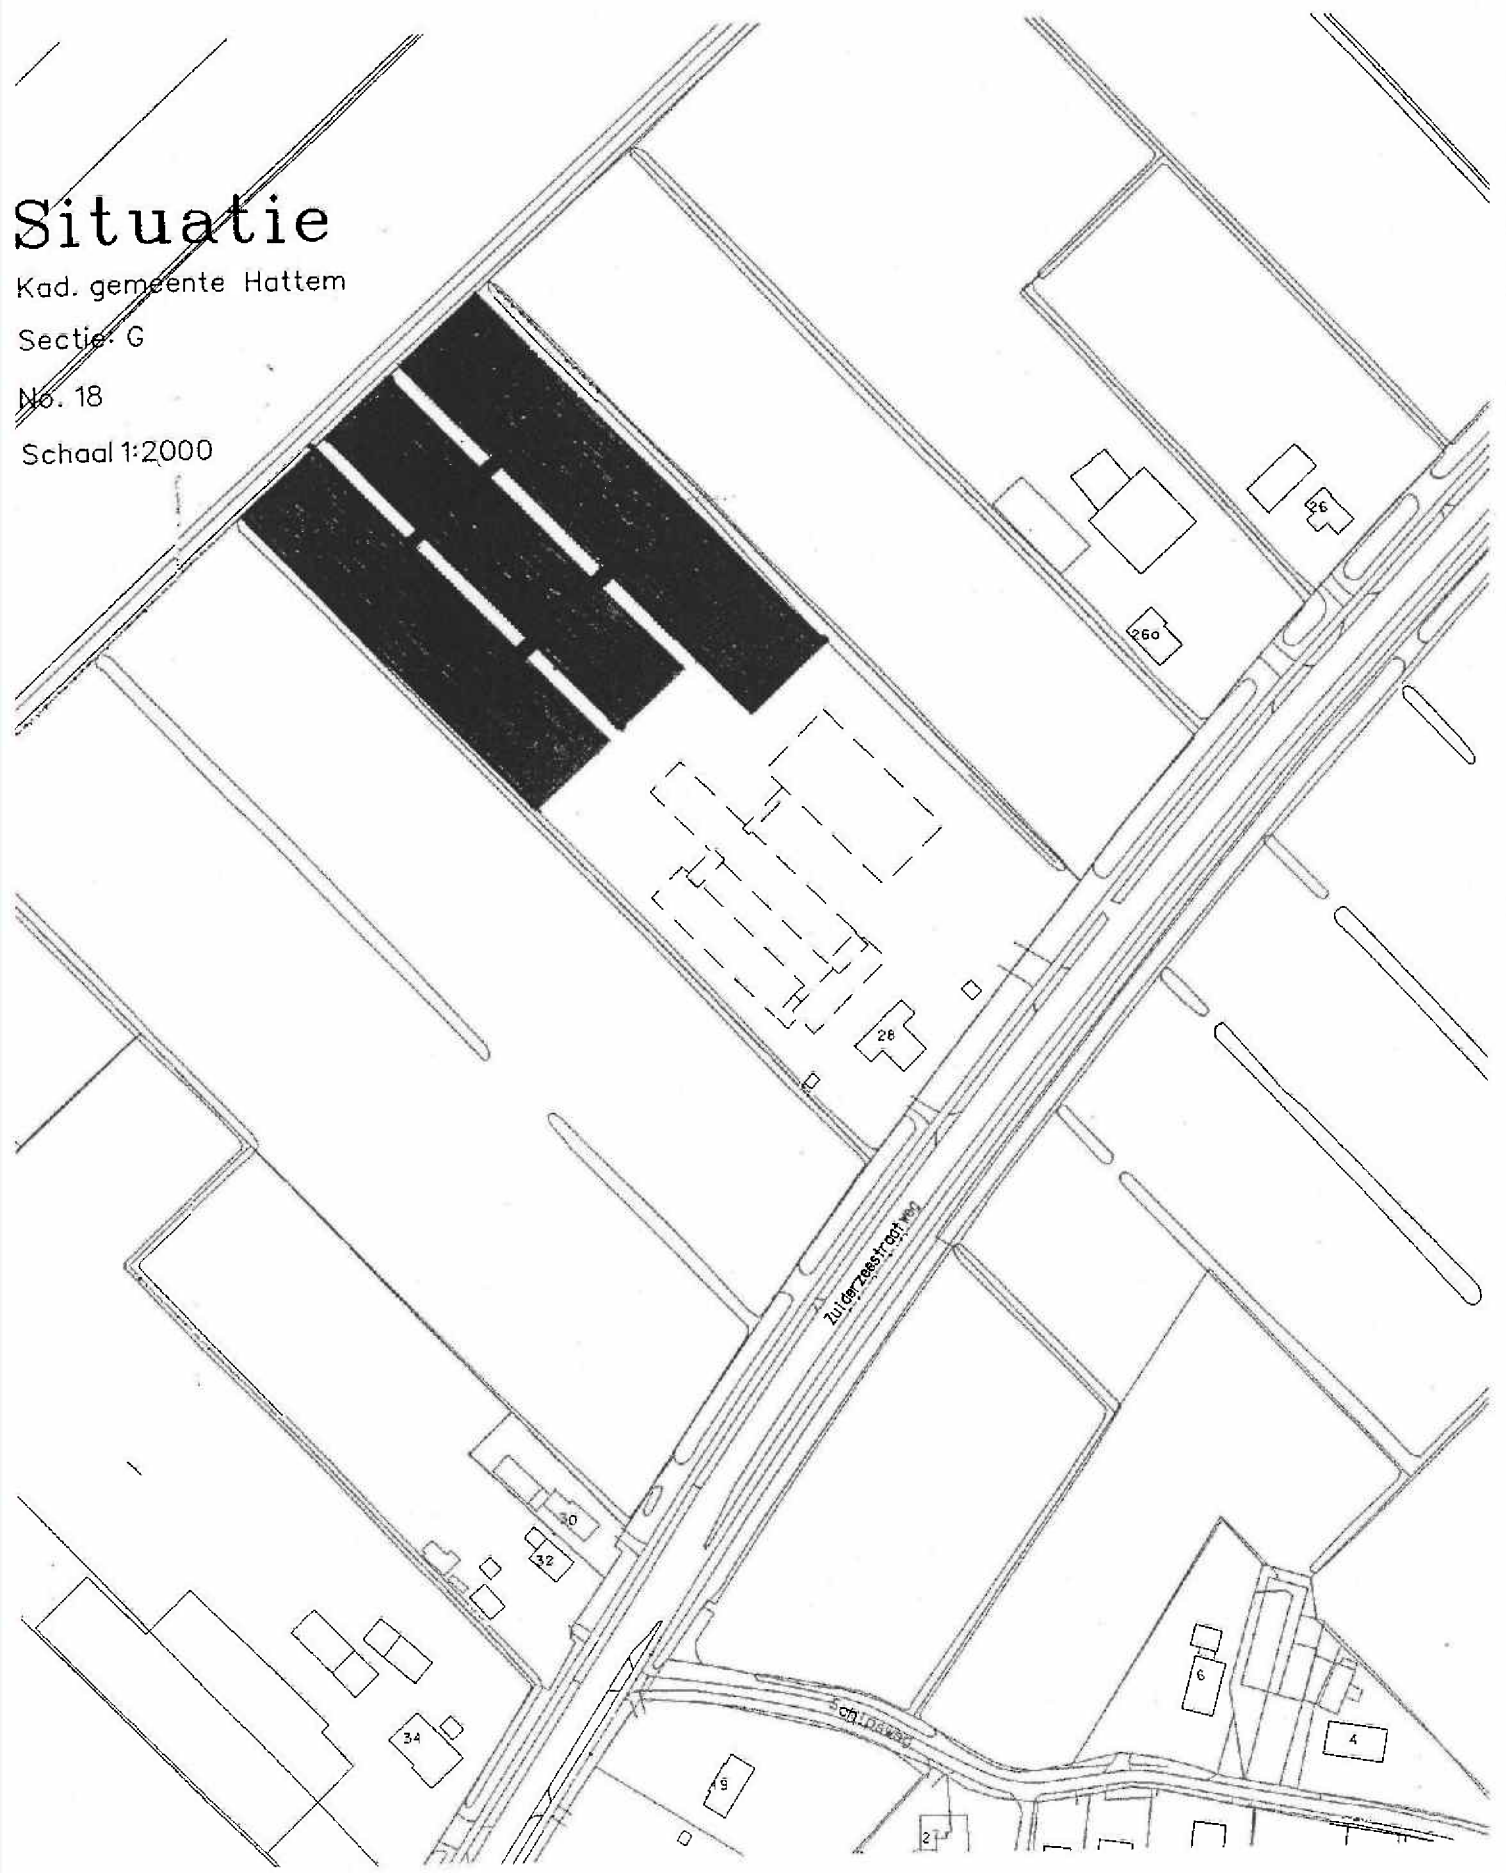 Situatie
Kad. gemeente Hattem
Sectie: G
No. 18
Schaal 1:2000
26
26a
28
Zuiderzeestraatweg
30
32
34
6
4
19
2